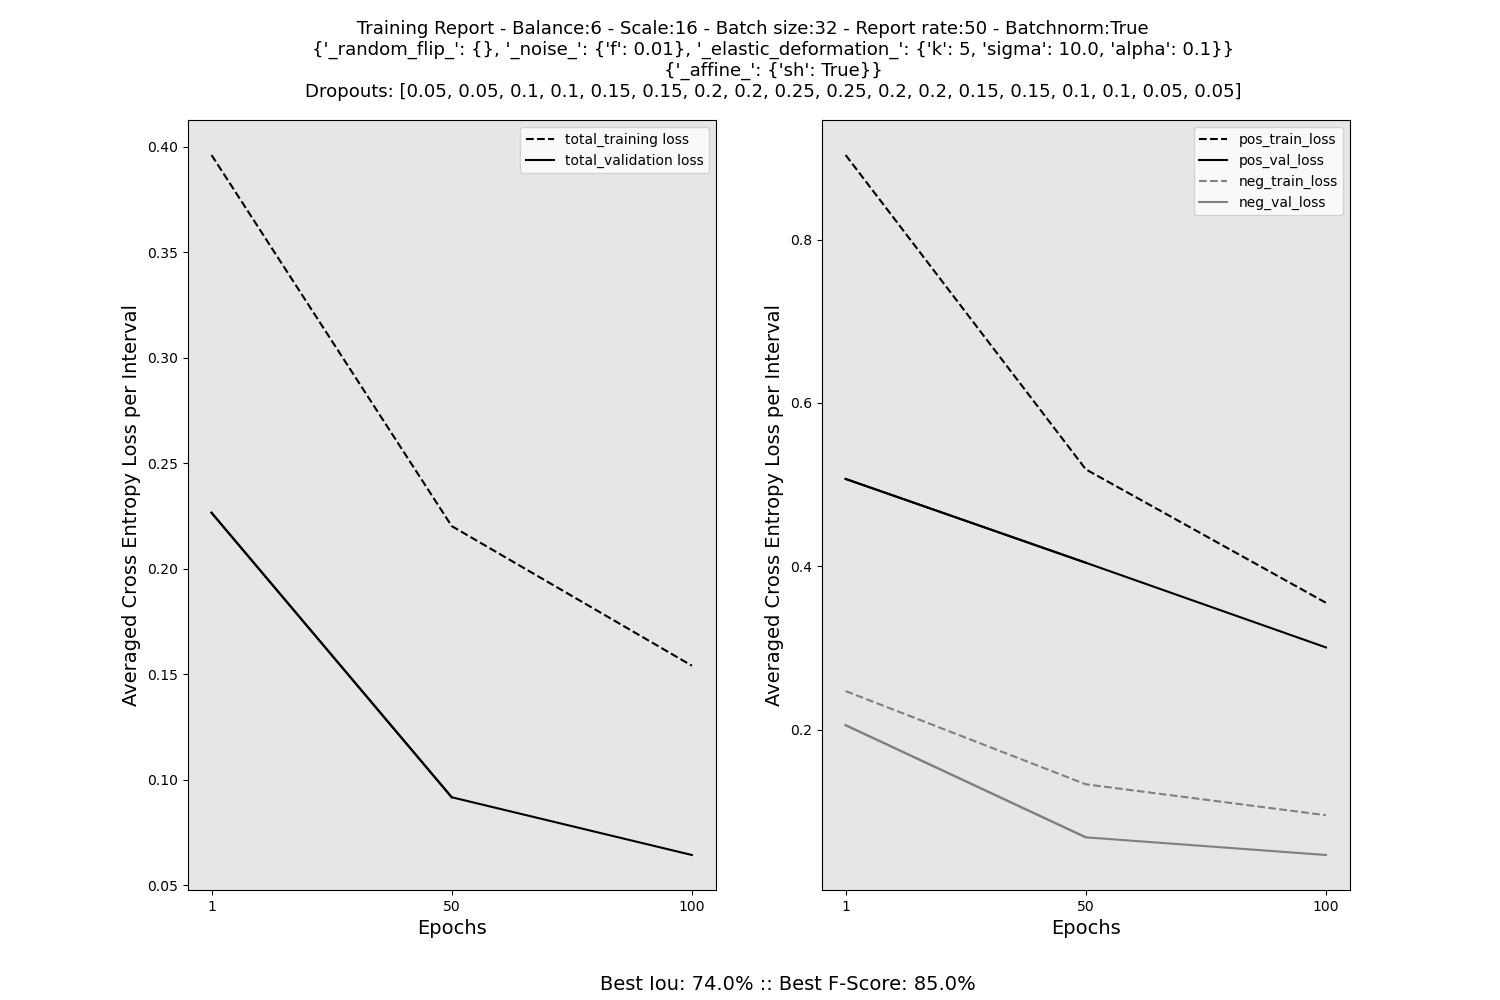 Training Report - Balance:6 - Scale:16 - Batch size:32 - Report rate:50 - Batchnorm:True
{'_random_flip_': {}, '_noise_': {'f': 0.01}, '_elastic_deformation_': {'k': 5, 'sigma': 10.0, 'alpha': 0.1}}
{'_affine_': {'sh': True}}
Dropouts: [0.05, 0.05, 0.1, 0.1, 0.15, 0.15, 0.2, 0.2, 0.25, 0.25, 0.2, 0.2, 0.15, 0.15, 0.1, 0.1, 0.05, 0.05]
Averaged Cross Entropy Loss per Interval
0.40
0.35
0.30
0.25
0.20
0.15
0.10
0.05
total_training loss
total_validation loss
1
50
100
Epochs
Averaged Cross Entropy Loss per Interval
0.8
0.6
0.4
0.2
pos_train_loss
pos_val_loss
neg_train_loss
neg_val_loss
1
50
100
Epochs
Best Iou: 74.0% :: Best F-Score: 85.0%